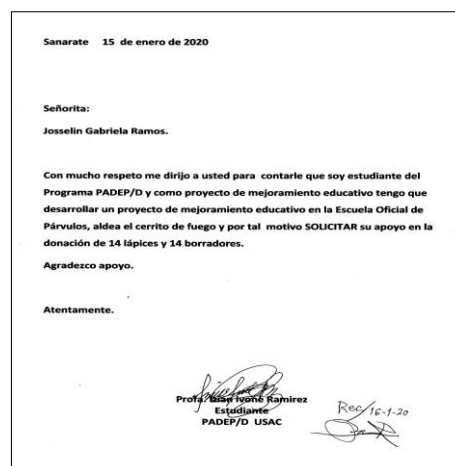 Sanarate 15 de enero de 2020
Señorita:
Josselin Gabriela Ramos.
Con mucho respeto me dirijo a usted para contarle que soy estudiante del
Programa PADEP/D y como proyecto de mejoramiento educativo tengo que
desarrollar un proyecto de mejoramiento educativo en la Escuela Oficial de
Párvulos, aldea el cerrito de fuego y por tal motivo SOLICITAR su apoyo en la
donación de 14 lápices y 14 borradores.
Agradezco apoyo.
Atentamente.
Profa. Ivone Ramirez
Estudiante
PADEP/D USAC
Rec/16-1-20